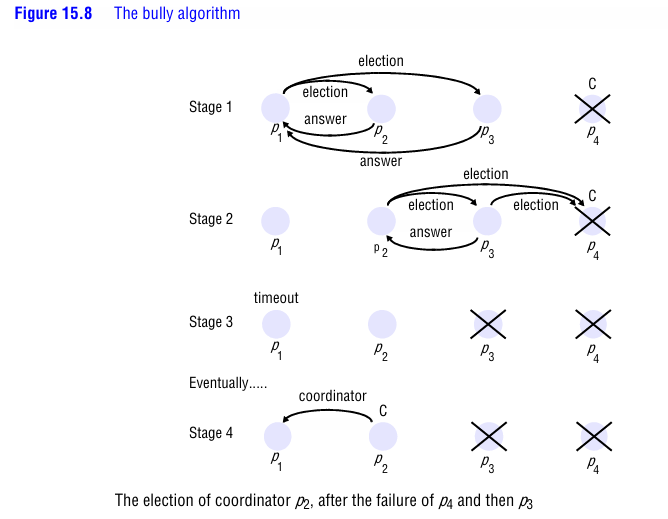 Figure 15.8 The bully algorithm
election
election
C
Stage 1
answer
p1 p2 p3 p4
answer
election
C
election election
Stage 2
answer
p1 p2 p3 p4
timeout
Stage 3
p1 p2 p3 p4
Eventually.....
coordinator
C
Stage 4
p1 p2 p3 p4
The election of coordinator p2, after the failure of p4 and then p3